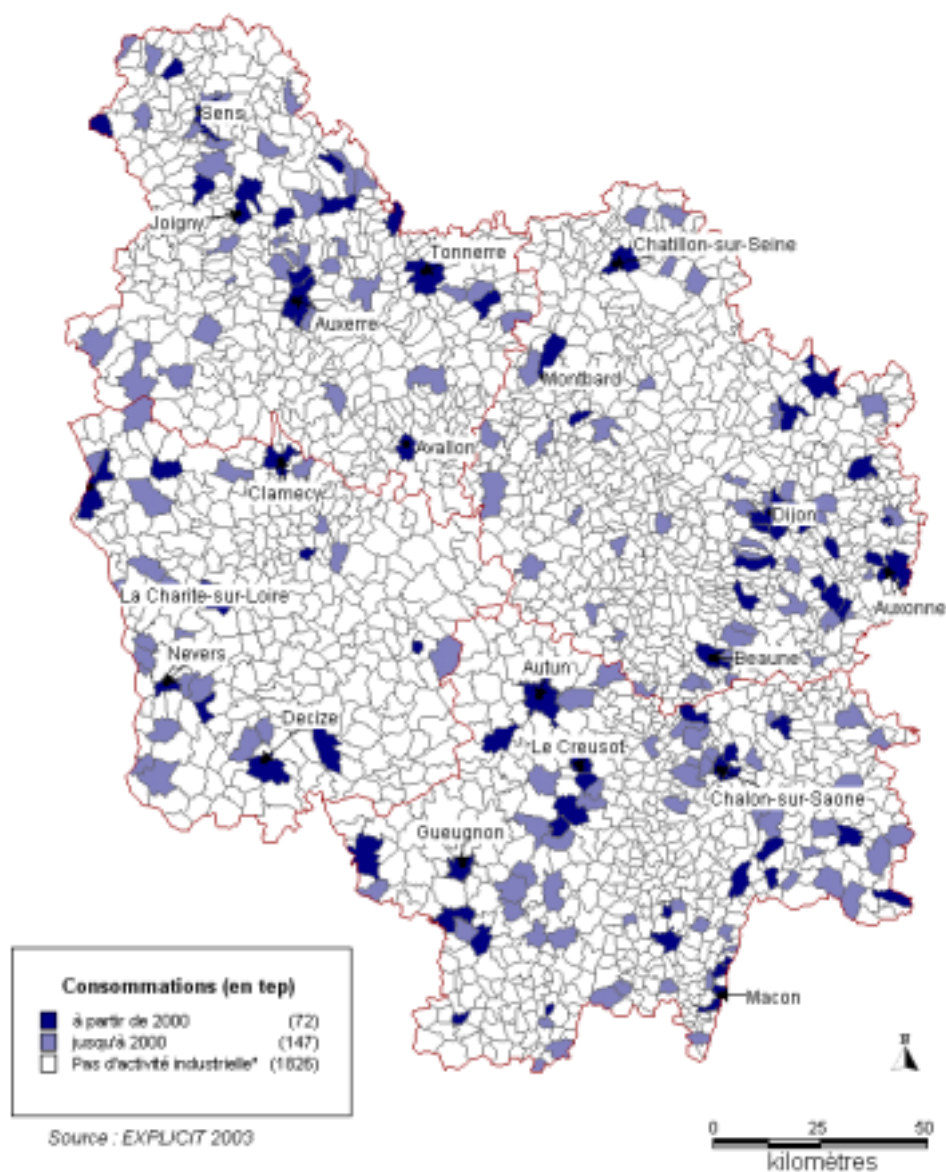 Sens
Joigny
Tonnerre
Chatillon-sur-Seine
Auxerre
Montbard
Avallon
Clamecy
Dijon
La Charite-sur-Loire
Auxonne
Nevers
Autun
Beaune
Decize
Le Creusot
Chalon-sur-Saone
Gueugnon
Macon
Consommations (en tep)
à partir de 2000 (72)
jusqu'à 2000 (147)
Pas d'activité industrielle* (1826)
Source : EXPLICIT 2003
N
0 25 50
kilomètres